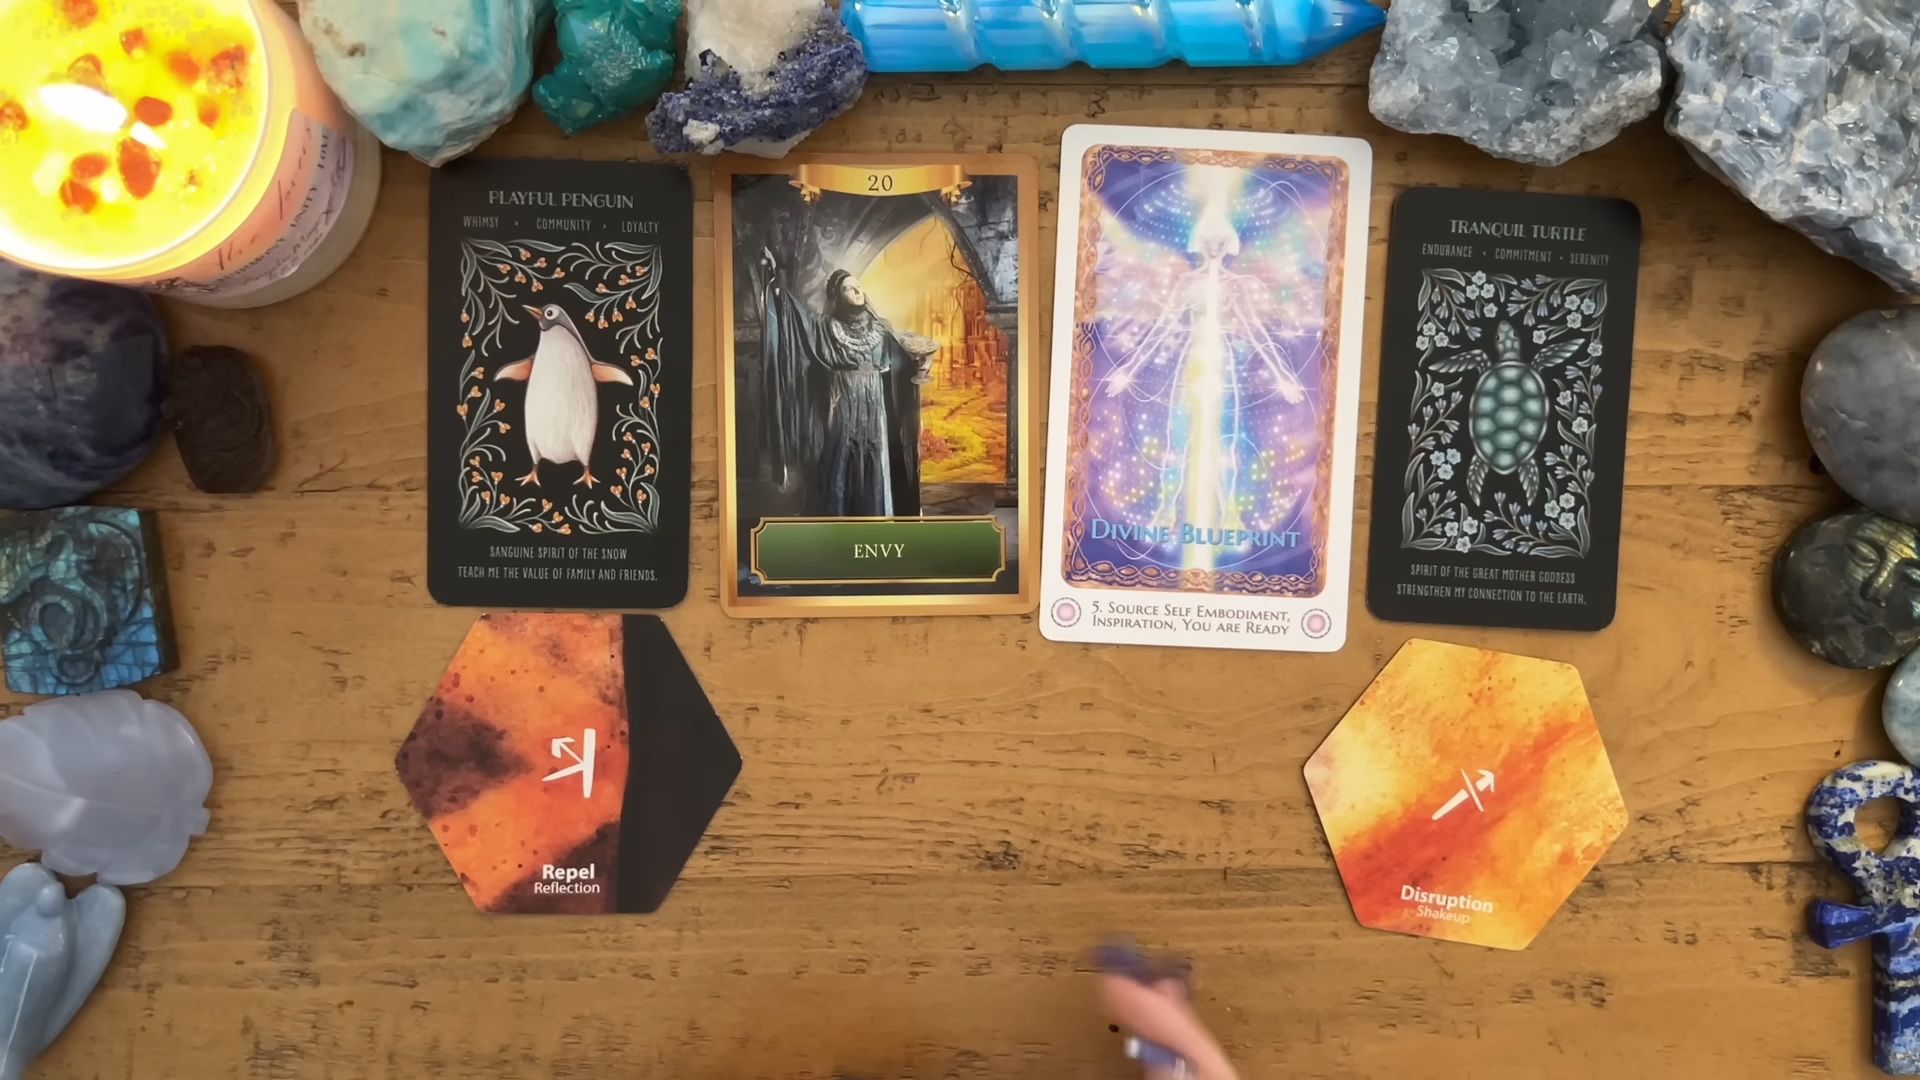 PLAYFUL PENGUIN
WHIMSY • COMMUNITY • LOYALTY
SANGUINE SPIRIT OF THE SNOW
TEACH ME THE VALUE OF FAMILY AND FRIENDS.
20
ENVY
DIVINE BLUEPRINT
5. SOURCE SELF EMBODIMENT,
INSPIRATION, YOU ARE READY
TRANQUIL TURTLE
ENDURANCE • COMMITMENT • SERENITY
SPIRIT OF THE GREAT MOTHER GODDESS
STRENGTHEN MY CONNECTION TO THE EARTH.
Repel
Reflection
Disruption
Shakeup